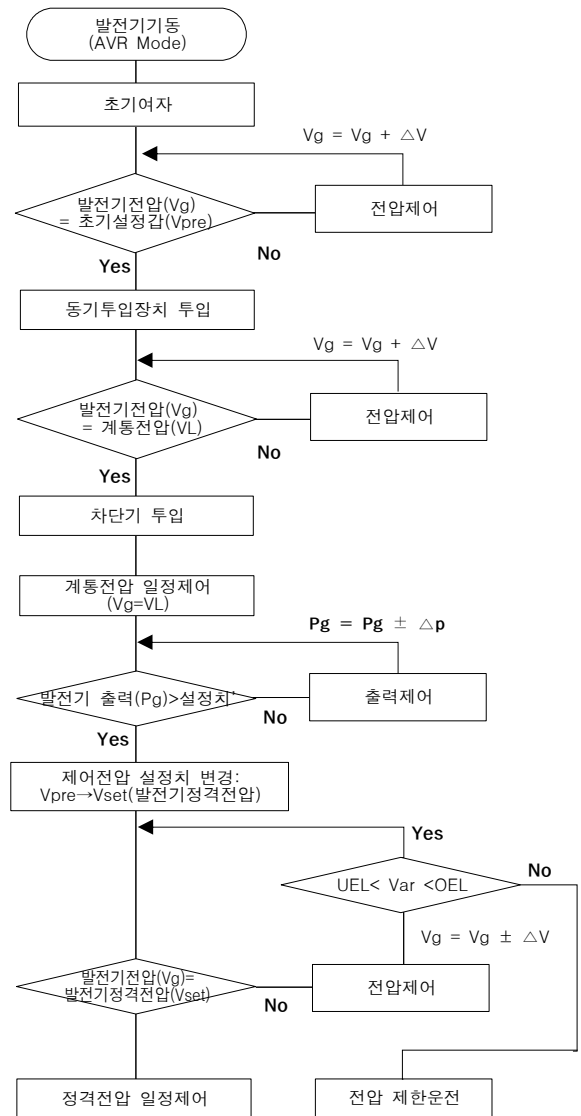 발전기기동
(AVR Mode)
초기여자
Vg = Vg + △V
발전기전압(Vg)
= 초기설정갑(Vpre)
전압제어
No
Yes
동기투입장치 투입
Vg = Vg + △V
발전기전압(Vg)
= 계통전압(VL)
전압제어
No
Yes
차단기 투입
계통전압 일정제어
(Vg=VL)
Pg = Pg ± △p
발전기 출력(Pg)>설정치'
출력제어
No
Yes
제어전압 설정치 변경:
Vpre→Vset(발전기정격전압)
Yes
No
UEL< Var <OEL
Vg = Vg ± △V
발전기전압(Vg)=
발전기정격전압(Vset)
전압제어
No
정격전압 일정제어
전압 제한운전